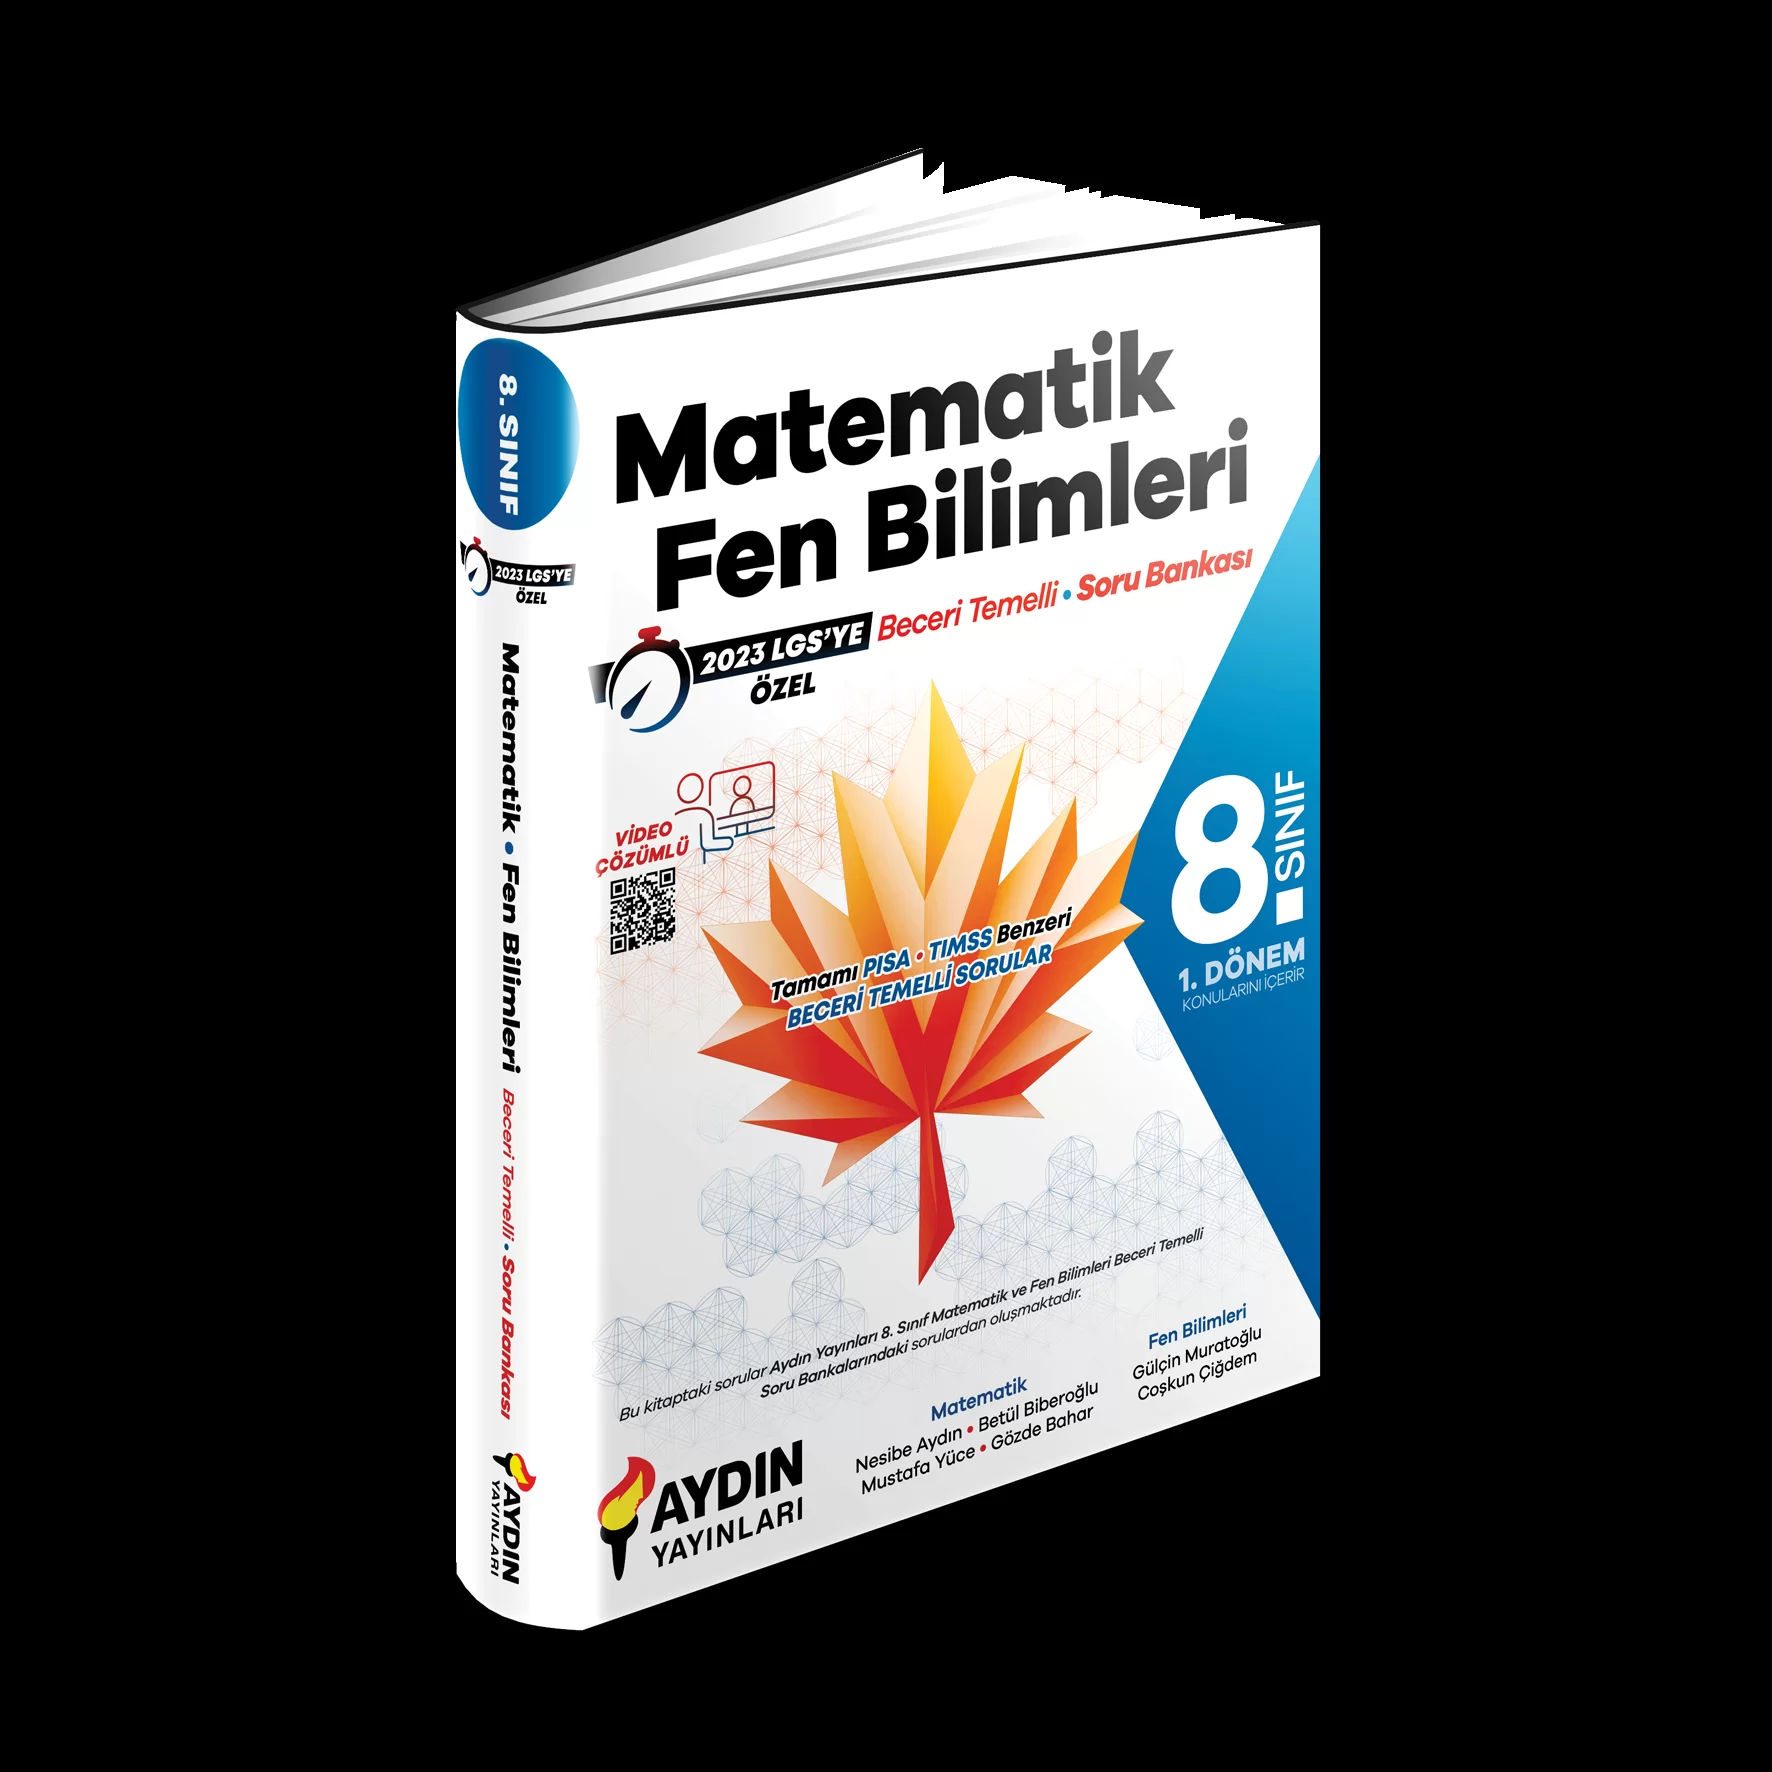 8. SINIF
2023 LGS'YE
ÖZEL
Matematik • Fen Bilimleri Beceri Temelli • Soru Bankası
AYDIN
YAYINLARI
Matematik
Fen Bilimleri
Beceri Temelli • Soru Bankası
2023 LGS'YE
ÖZEL
VİDEO
ÇÖZÜMLÜ
Tamamı PISA • TIMSS Benzeri
BECERİ TEMELLİ SORULAR
8. SINIF
1. DÖNEM
KONULARINI İÇERİR
Bu kitaptaki sorular Aydın Yayınları 8. Sınıf Matematik ve Fen Bilimleri Beceri Temelli
Soru Bankalarındaki sorulardan oluşmaktadır.
Matematik
Nesibe Aydın • Betül Biberoğlu
Mustafa Yüce • Gözde Bahar
Fen Bilimleri
Gülçin Muratoğlu
Coşkun Çiğdem
AYDIN
YAYINLARI